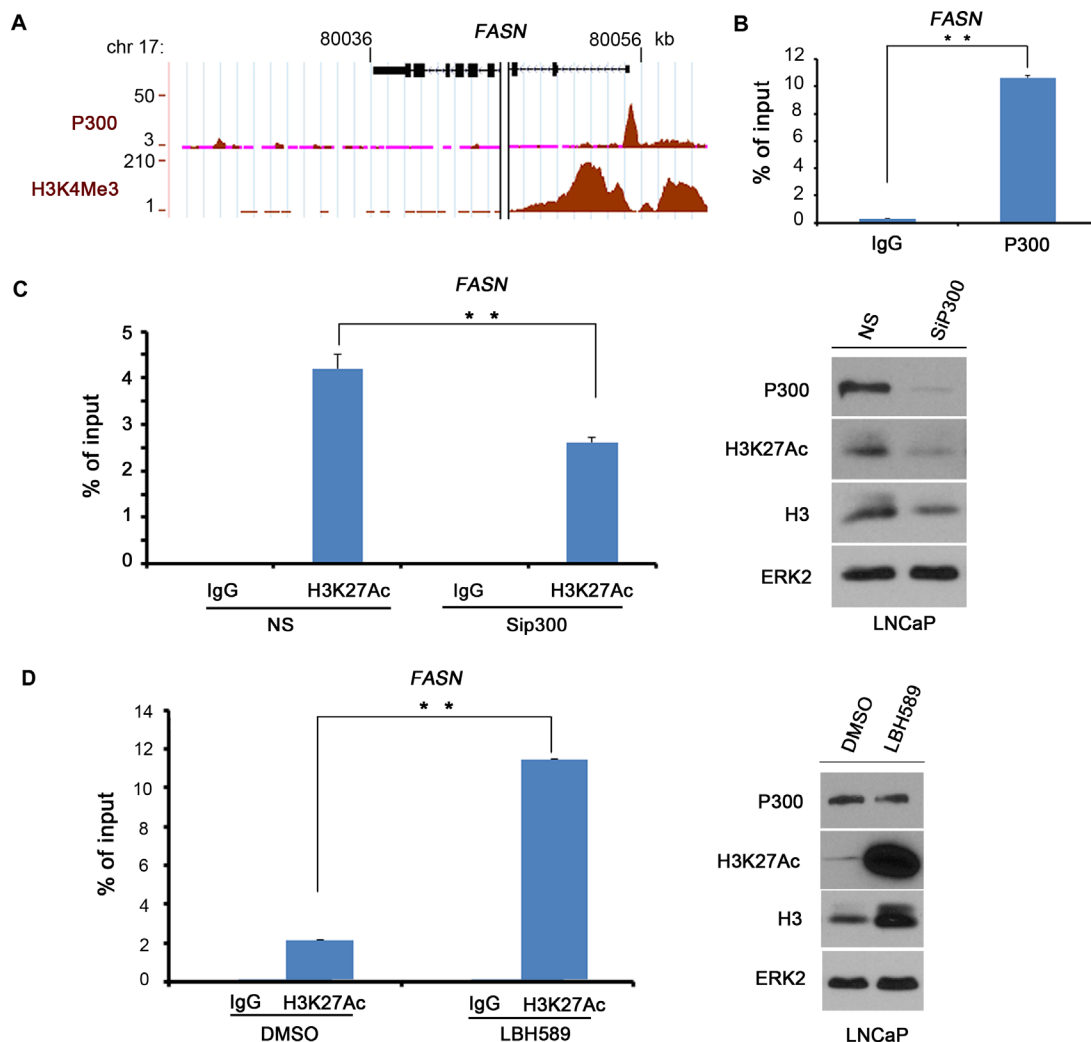 A
chr 17:
80036
FASN
80056
kb
50
P300
3
210
H3K4Me3
1
B
FASN
* *
% of input
12
10
8
6
4
2
0
IgG
P300
C
FASN
* *
% of input
5
4
3
2
1
0
IgG
H3K27Ac
IgG
H3K27Ac
NS
Sip300
NS
SiP300
P300
H3K27Ac
H3
ERK2
LNCaP
D
FASN
* *
% of input
14
12
10
8
6
4
2
0
IgG
H3K27Ac
IgG
H3K27Ac
DMSO
LBH589
DMSO
LBH589
P300
H3K27Ac
H3
ERK2
LNCaP